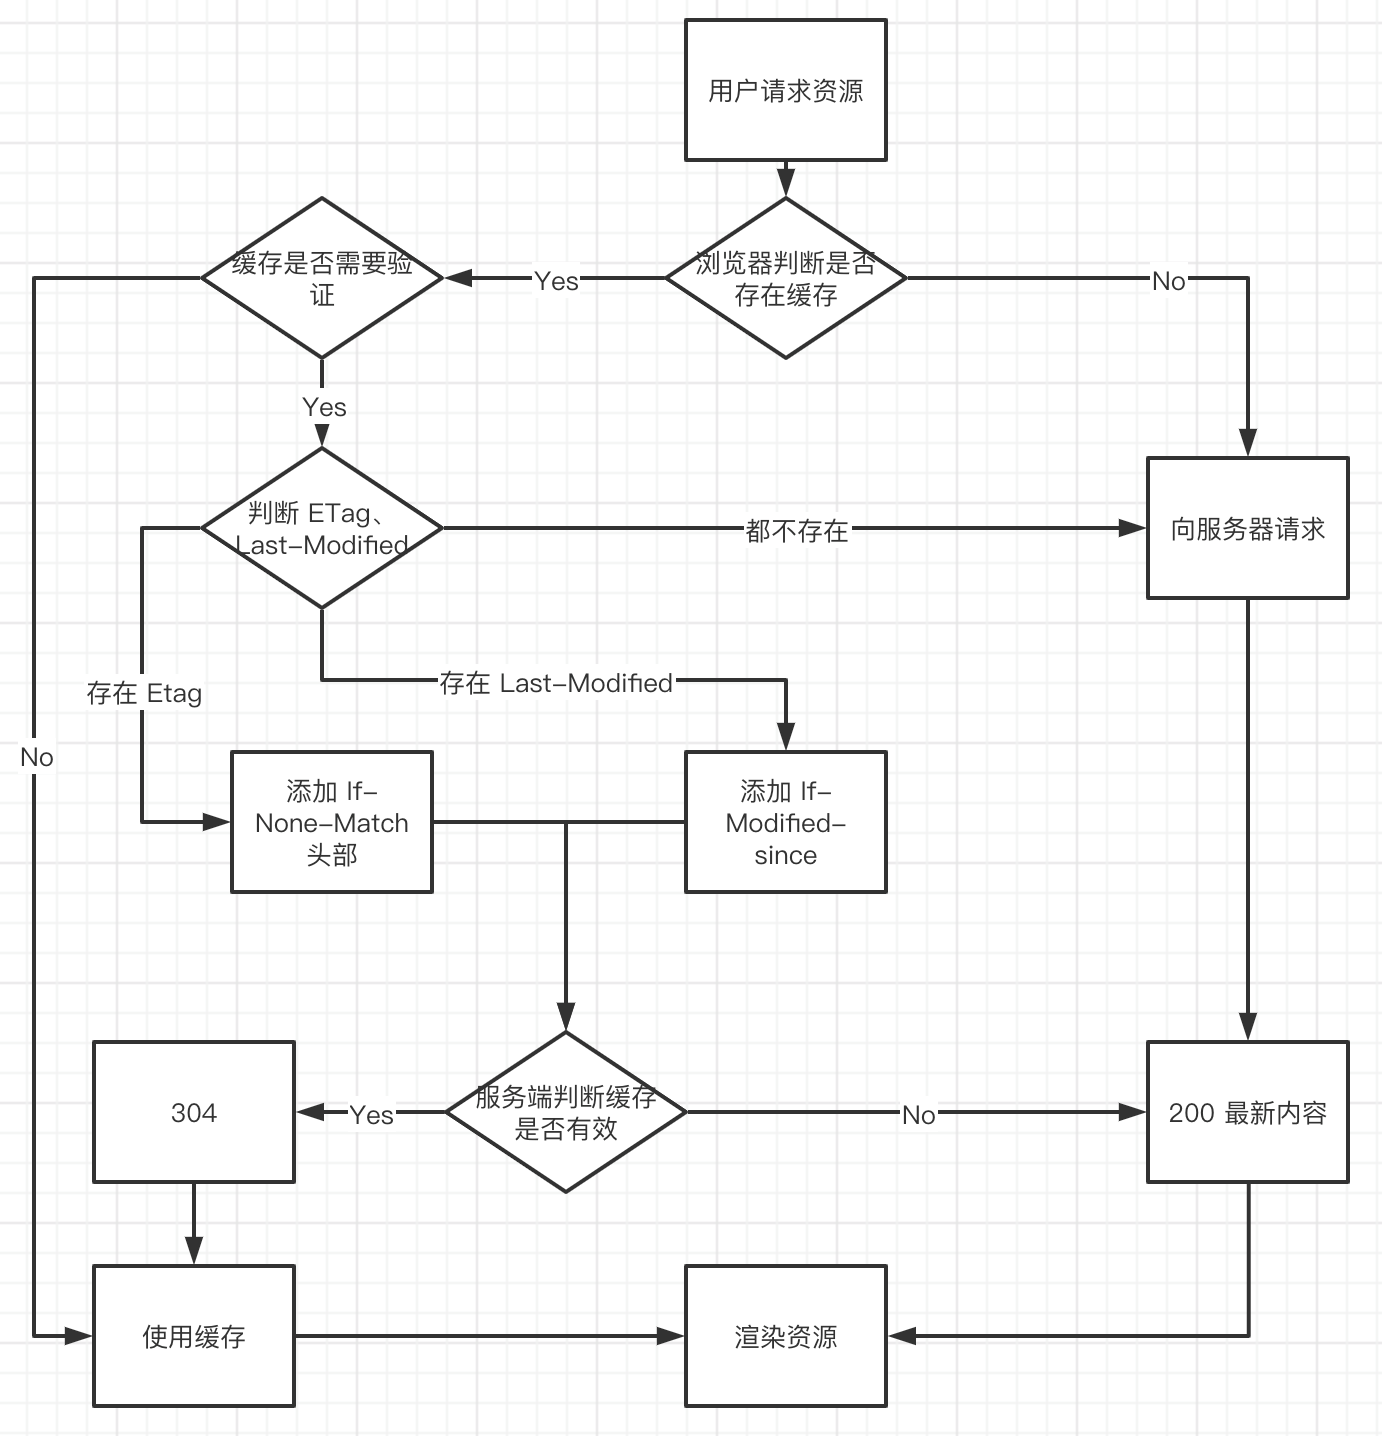 用户请求资源
缓存是否需要验
证
Yes
浏览器判断是否
存在缓存
No
Yes
判断 ETag、
Last-Modified
都不存在
向服务器请求
存在 Etag
存在 Last-Modified
No
添加 If-
None-Match
头部
添加 If-
Modified-
since
304
Yes
服务端判断缓存
是否有效
No
200 最新内容
使用缓存
渲染资源